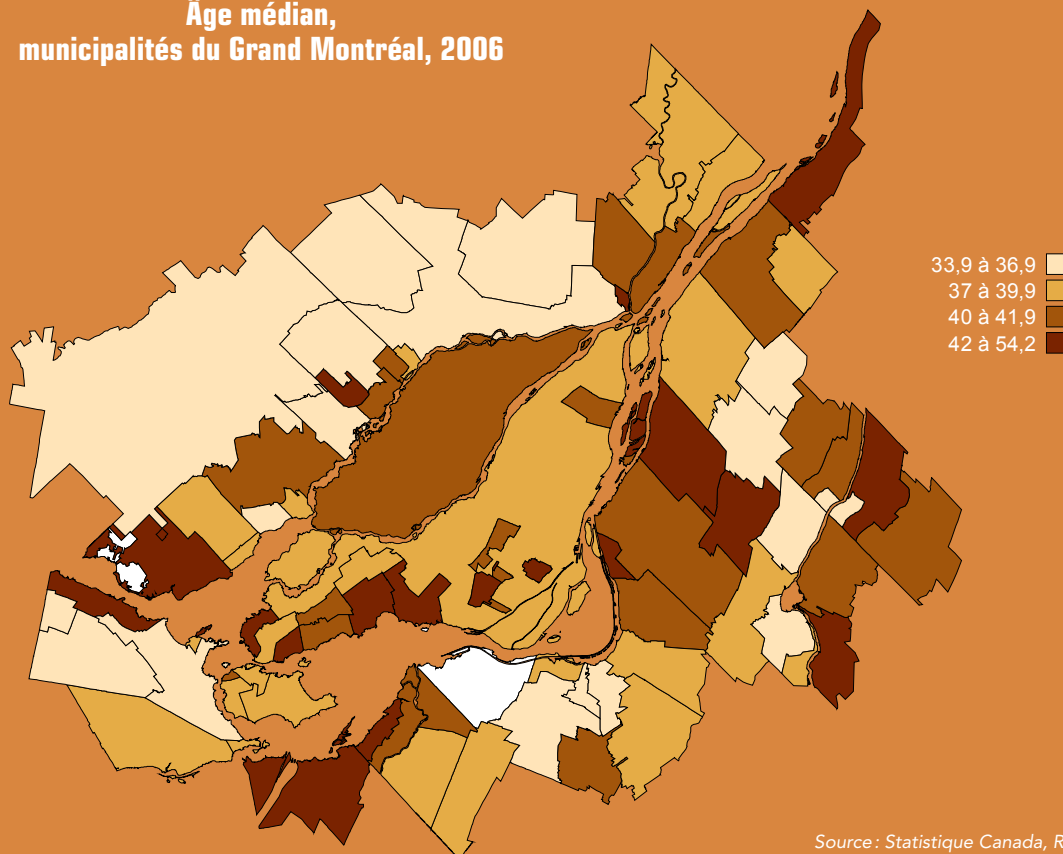 Âge médian,
municipalités du Grand Montréal, 2006
33,9 à 36,9
37 à 39,9
40 à 41,9
42 à 54,2
Source : Statistique Canada, R